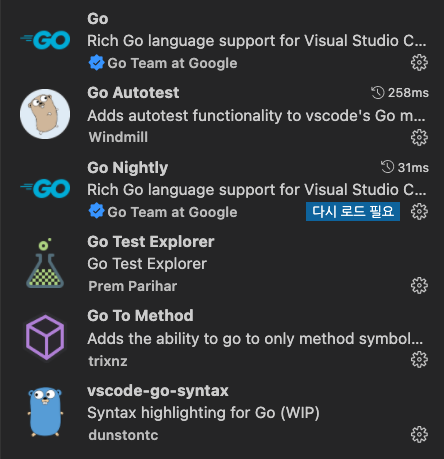 Go
GO
Rich Go language support for Visual Studio C...
Go Team at Google
Go Autotest
258ms
Adds autotest functionality to vscode's Go m...
Windmill
Go Nightly
31ms
GO
Rich Go language support for Visual Studio C...
Go Team at Google
다시 로드 필요
Go Test Explorer
Go Test Explorer
Prem Parihar
Go To Method
Adds the ability to go to only method symbol...
trixnz
vscode-go-syntax
Syntax highlighting for Go (WIP)
dunstontc